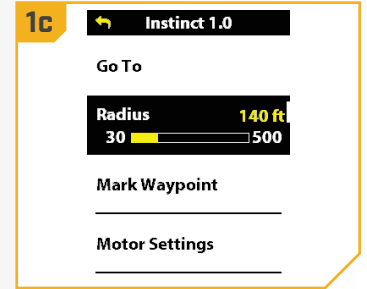 1c
Instinct 1.0
Go To
Radius 140 ft
30 500
Mark Waypoint
Motor Settings